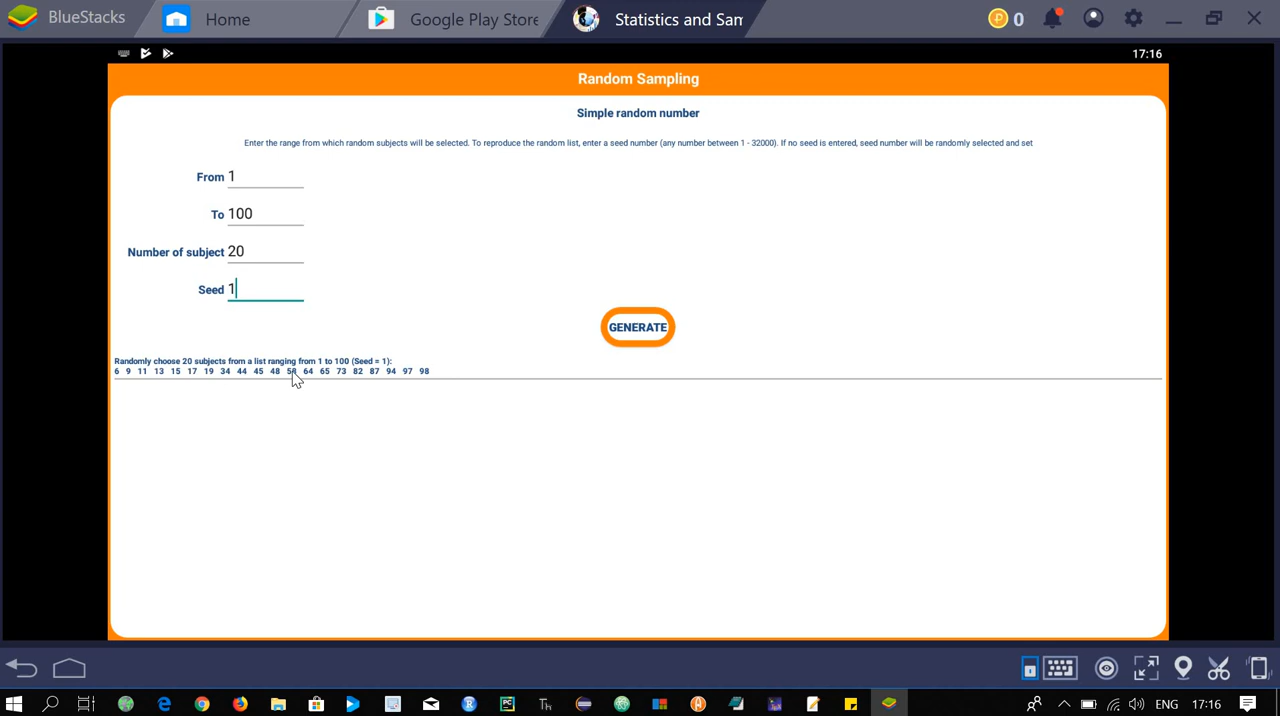 BlueStacks Home Google Play Store Statistics and Sam 0
17:16
Random Sampling
Simple random number
Enter the range from which random subjects will be selected. To reproduce the random list, enter a seed number (any number between 1 - 32000). If no seed is entered, seed number will be randomly selected and set
From 1
To 100
Number of subject 20
Seed 1
GENERATE
Randomly choose 20 subjects from a list ranging from 1 to 100 (Seed = 1):
6 9 11 13 15 17 19 34 44 45 48 64 65 73 82 87 94 97 98
ENG 17:16